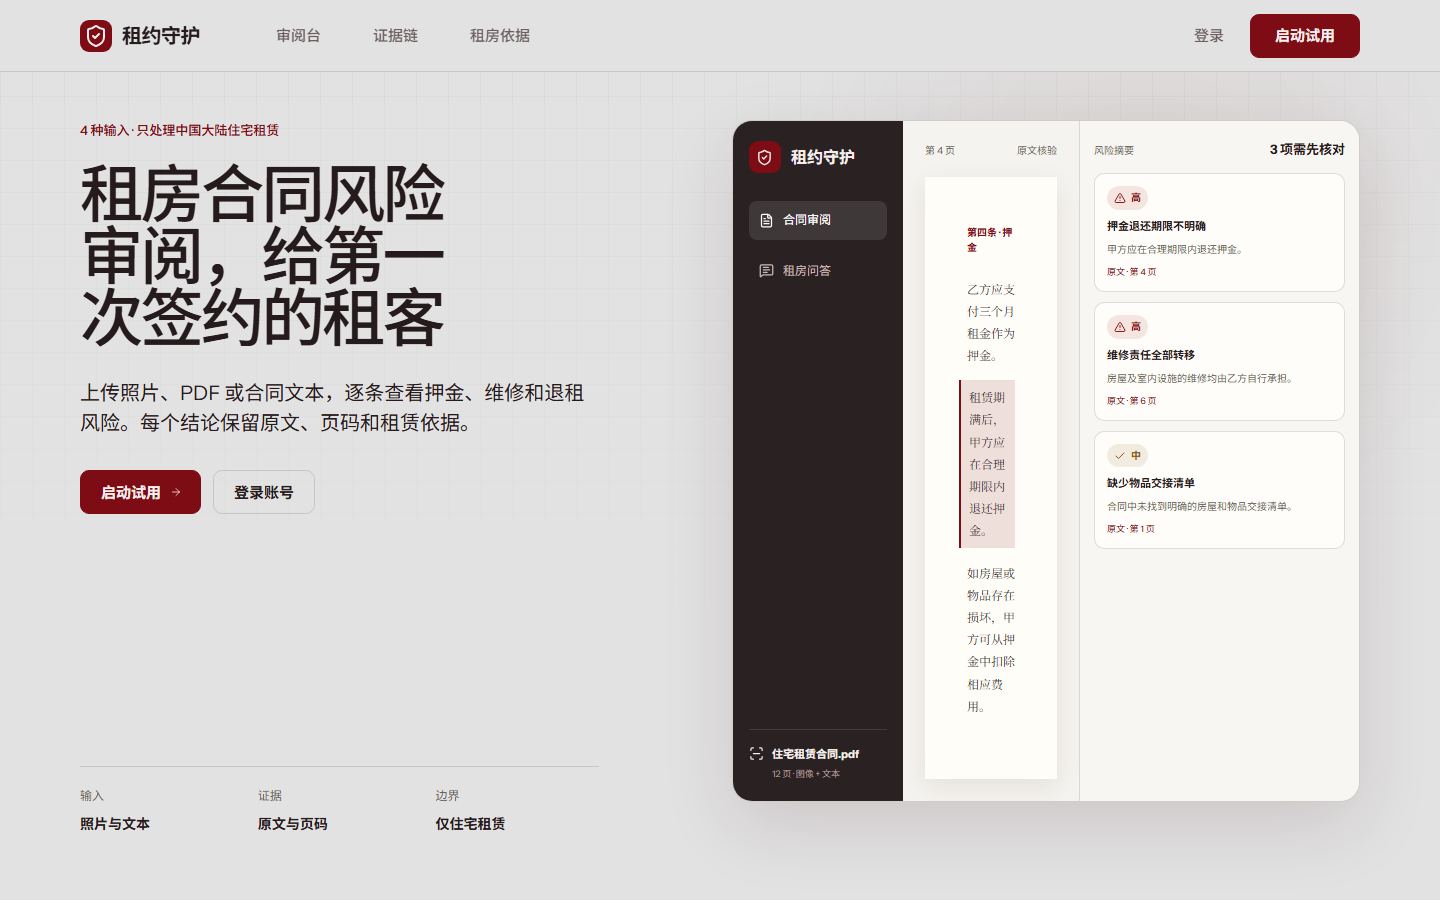 租约守护
审阅台
证据链
租房依据
登录
启动试用
4 种输入 · 只处理中国大陆住宅租赁
租房合同风险
审阅，给第一
次签约的租客
上传照片、PDF 或合同文本，逐条查看押金、维修和退租
风险。每个结论保留原文、页码和租赁依据。
启动试用 →
登录账号
输入
照片与文本
证据
原文与页码
边界
仅住宅租赁
租约守护
合同审阅
租房问答
住宅租赁合同.pdf
12 页 · 图像 + 文本
第 4 页
原文核验
第四条 · 押
金
乙方应支
付三个月
租金作为
押金。
租赁期
满后，
甲方应
在合理
期限内
退还押
金。
如房屋或
物品存在
损坏，甲
方可从押
金中扣除
相应费
用。
风险摘要
3 项需先核对
高
押金退还期限不明确
甲方应在合理期限内退还押金。
原文 · 第 4 页
高
维修责任全部转移
房屋及室内设施的维修均由乙方自行承担。
原文 · 第 6 页
中
缺少物品交接清单
合同中未找到明确的房屋和物品交接清单。
原文 · 第 1 页